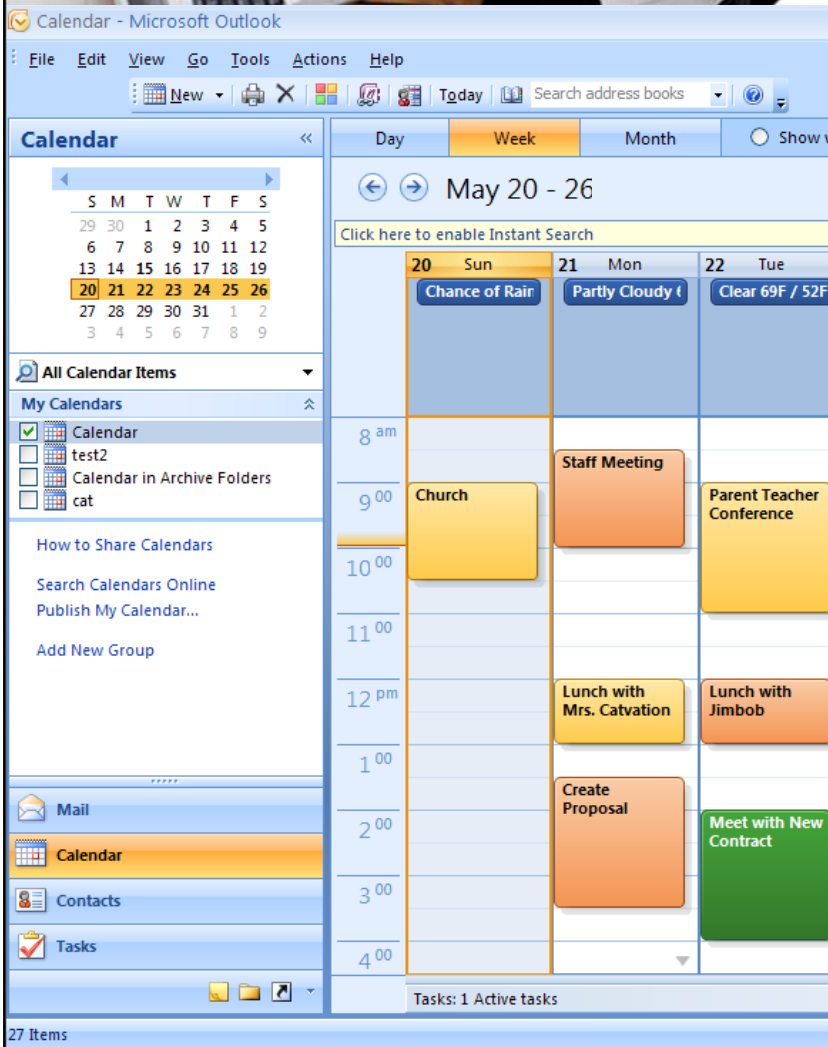 Calendar - Microsoft Outlook
File Edit View Go Tools Actions Help
New Today Search address books
Calendar «
Day Week Month Show
May 20 - 26
Click here to enable Instant Search
S M T W T F S
29 30 1 2 3 4 5
6 7 8 9 10 11 12
13 14 15 16 17 18 19
20 21 22 23 24 25 26
27 28 29 30 31 1 2
3 4 5 6 7 8 9
All Calendar Items
My Calendars
Calendar
test2
Calendar in Archive Folders
cat
How to Share Calendars
Search Calendars Online
Publish My Calendar...
Add New Group
Mail
Calendar
Contacts
Tasks
20 Sun 21 Mon 22 Tue
Chance of Rain Partly Cloudy Clear 69F / 52F
8 am
9 00
10 00
11 00
12 pm
1 00
2 00
3 00
4 00
Church
Staff Meeting
Lunch with
Mrs. Catvation
Create
Proposal
Parent Teacher
Conference
Lunch with
Jimbob
Meet with New
Contract
Tasks: 1 Active tasks
27 Items